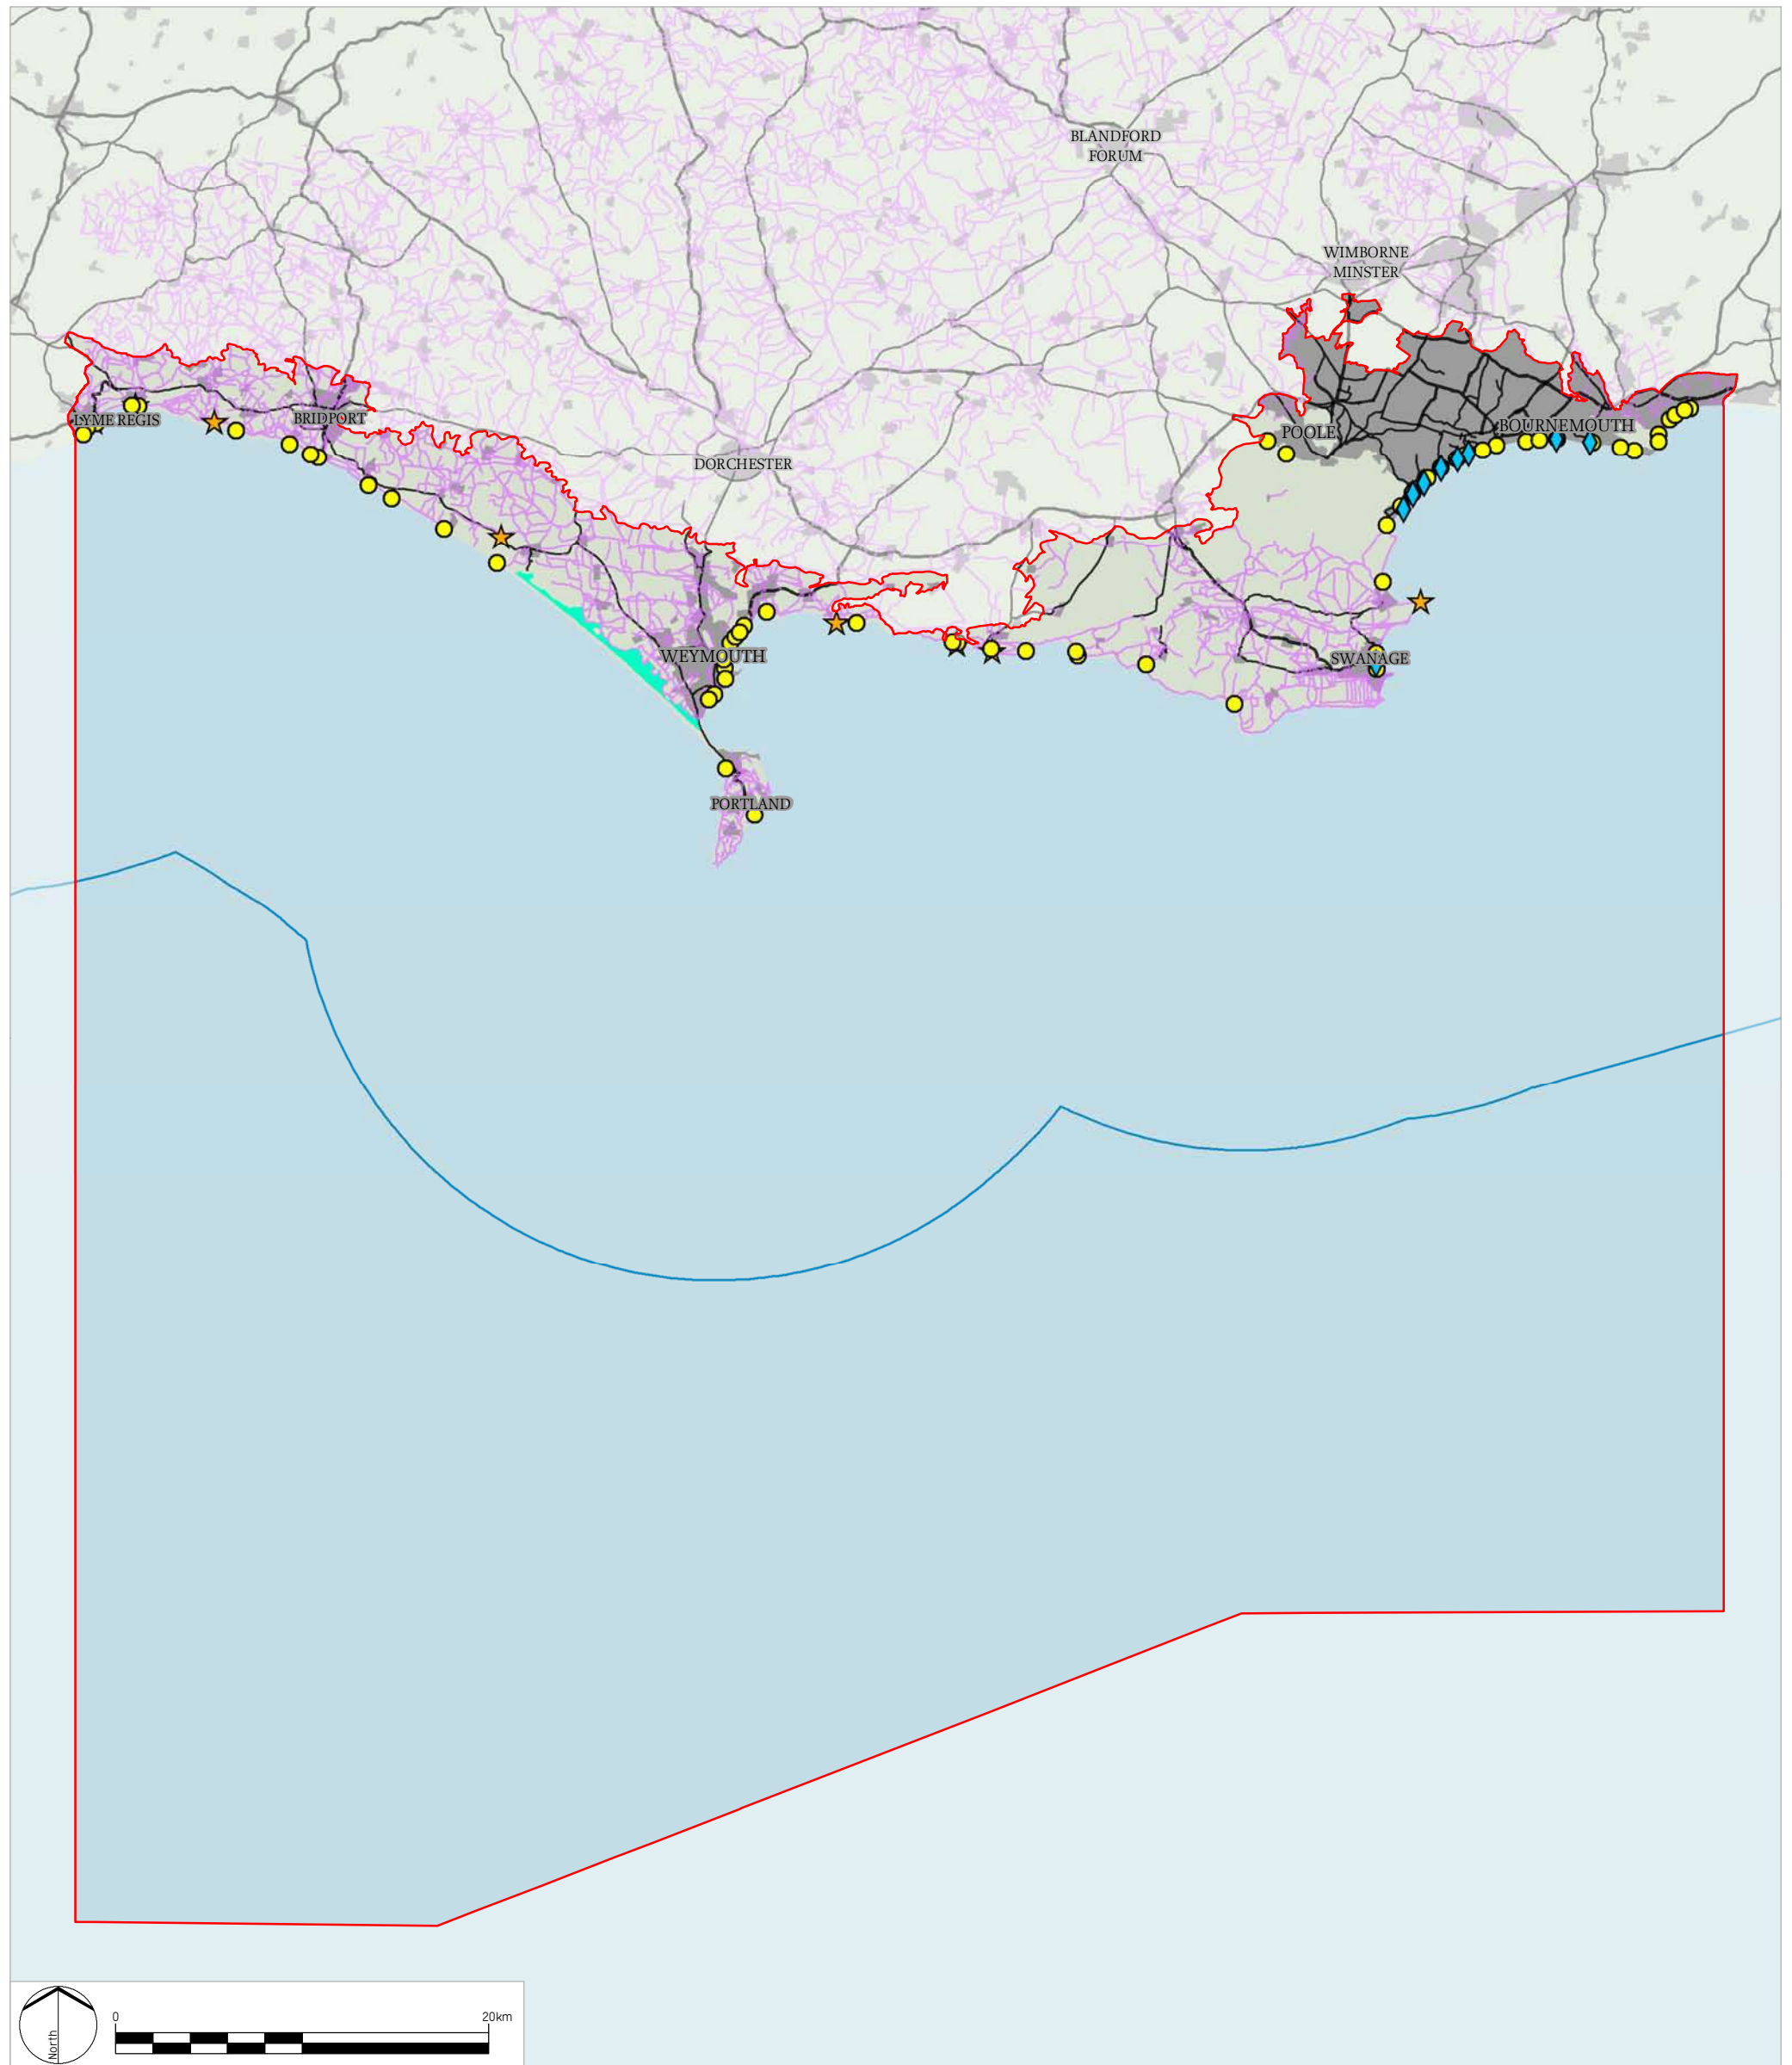 BLANDFORD
FORUM
WIMBORNE
MINSTER
LYME REGIS
BRIDPORT
POOLE
BOURNEMOUTH
DORCHESTER
WEYMOUTH
SWANAGE
PORTLAND
North
0
20km